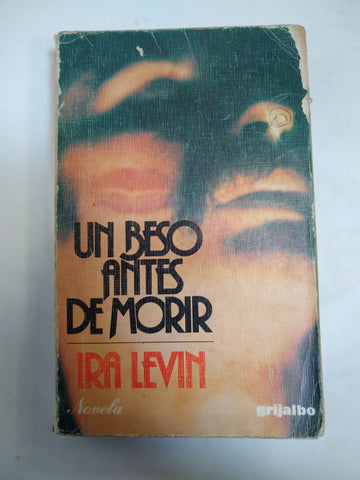 UN BESO
ANTES
DE MORIR
IRA LEVIN
Novela
grijalbo